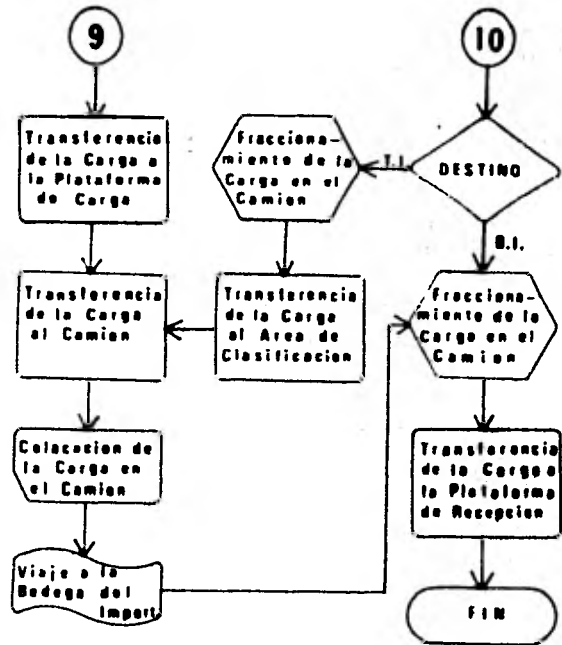 9
Transferencia
de la Carga a
la Plataforma
de Carga
Transferencia
de la Carga
al Camion
Colacacion de
la Carga en
el Camion
Viaje a la
Bodega del
Import.
Fracciona-
miento de la
Carga en el
Camion
Transferencia
de la Carga
al Area de
Clasificacion
10
DESTINO
T.I.
B.I.
Fracciona-
miento de la
Carga en el
Camion
Transferencia
de la Carga a
la Plataforma
de Recepcion
FIN